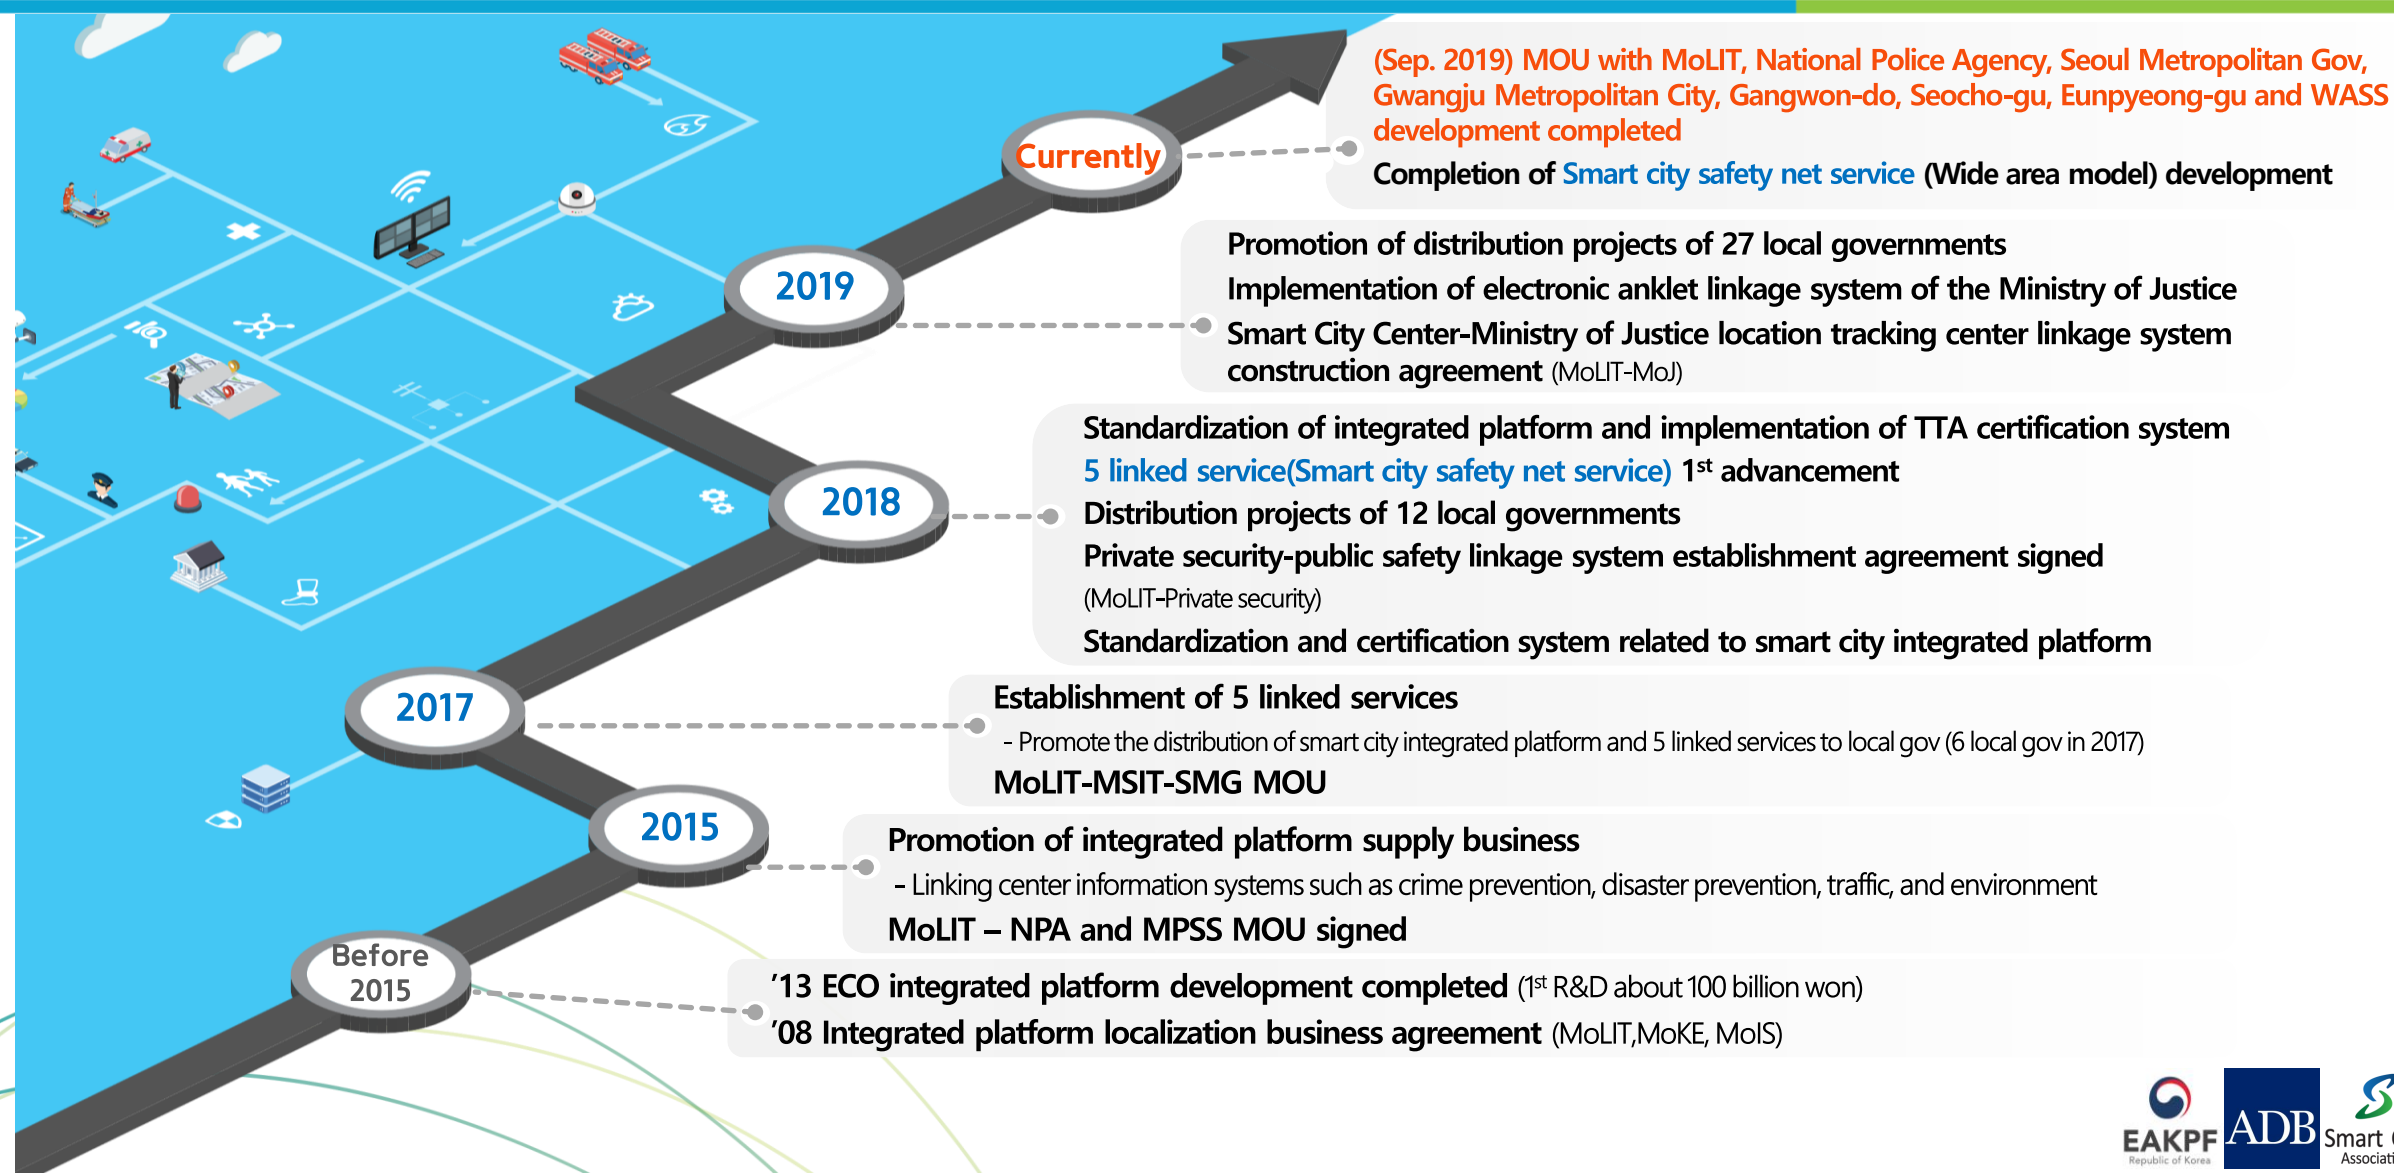 (Sep. 2019) MOU with MoLIT, National Police Agency, Seoul Metropolitan Gov,
Gwangju Metropolitan City, Gangwon-do, Seocho-gu, Eunpyeong-gu and WASS
development completed
Currently
Completion of Smart city safety net service (Wide area model) development
Promotion of distribution projects of 27 local governments
2019
Implementation of electronic anklet linkage system of the Ministry of Justice
Smart City Center-Ministry of Justice location tracking center linkage system
construction agreement (MoLIT-MoJ)
Standardization of integrated platform and implementation of TTA certification system
5 linked service(Smart city safety net service) 1st advancement
2018
Distribution projects of 12 local governments
Private security-public safety linkage system establishment agreement signed
(MoLIT-Private security)
Standardization and certification system related to smart city integrated platform
2017
Establishment of 5 linked services
- Promote the distribution of smart city integrated platform and 5 linked services to local gov (6 local gov in 2017)
MoLIT-MSIT-SMG MOU
2015
Promotion of integrated platform supply business
- Linking center information systems such as crime prevention, disaster prevention, traffic, and environment
MoLIT – NPA and MPSS MOU signed
Before
2015
'13 ECO integrated platform development completed (1st R&D about 100 billion won)
'08 Integrated platform localization business agreement (MoLIT,MoKE, MoIS)
EAKPF
Republic of Korea
ADB
Smart